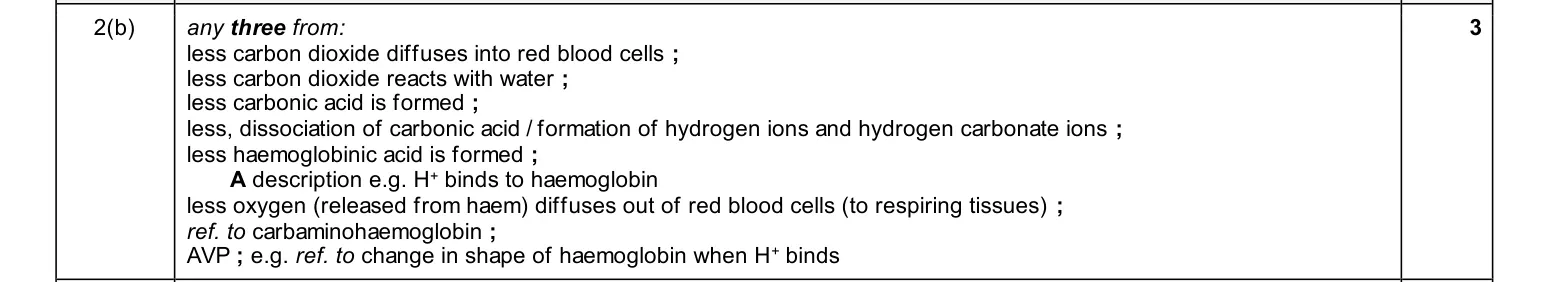 2(b)
any three from:
3
less carbon dioxide diffuses into red blood cells ;
less carbon dioxide reacts with water ;
less carbonic acid is formed ;
less, dissociation of carbonic acid / formation of hydrogen ions and hydrogen carbonate ions ;
less haemoglobinic acid is formed ;
A description e.g. H⁺ binds to haemoglobin
less oxygen (released from haem) diffuses out of red blood cells (to respiring tissues) ;
ref. to carbaminohaemoglobin ;
AVP ; e.g. ref. to change in shape of haemoglobin when H⁺ binds